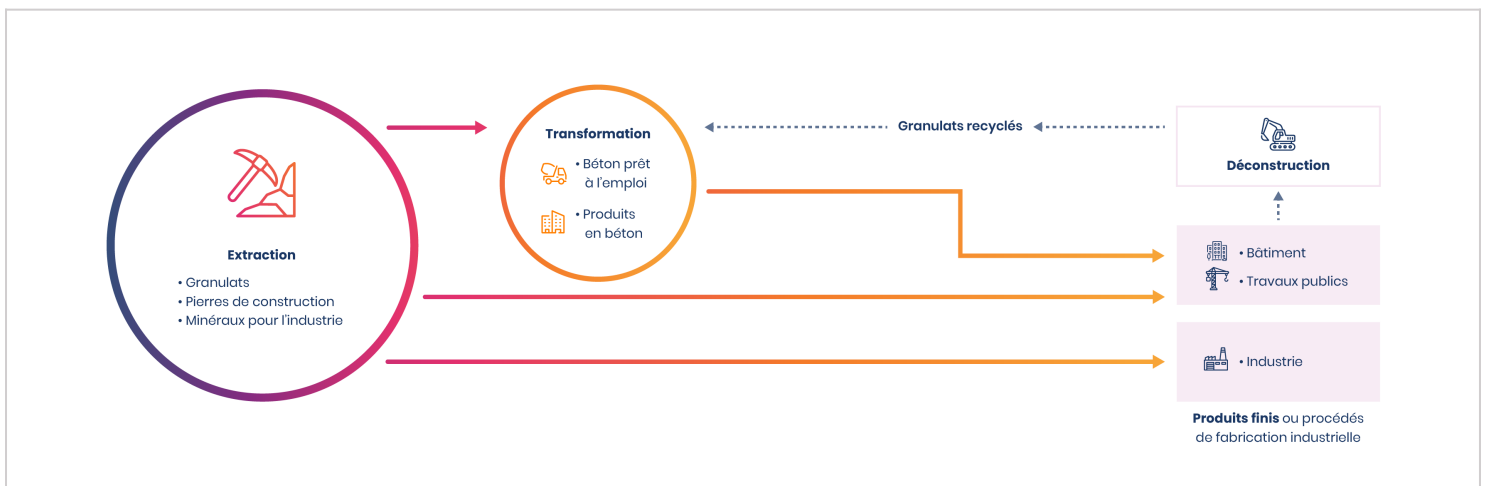 Extraction
• Granulats
• Pierres de construction
• Minéraux pour l'industrie
Transformation
• Béton prêt
à l'emploi
• Produits
en béton
Granulats recyclés
Déconstruction
• Bâtiment
• Travaux publics
• Industrie
Produits finis ou procédés
de fabrication industrielle